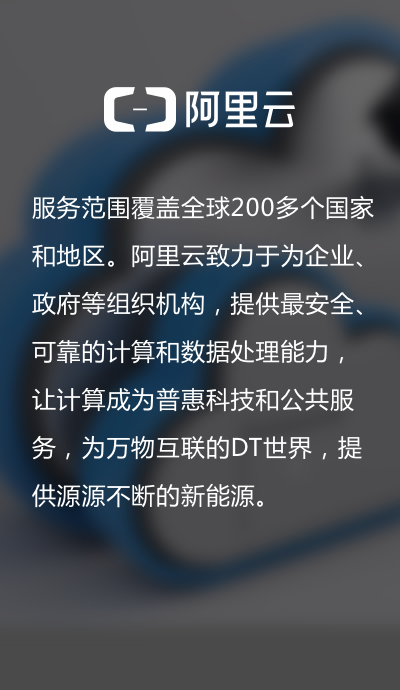 阿里云
服务范围覆盖全球200多个国家
和地区。阿里云致力于为企业、
政府等组织机构，提供最安全、
可靠的计算和数据处理能力，
让计算成为普惠科技和公共服
务，为万物互联的DT世界，提
供源源不断的新能源。